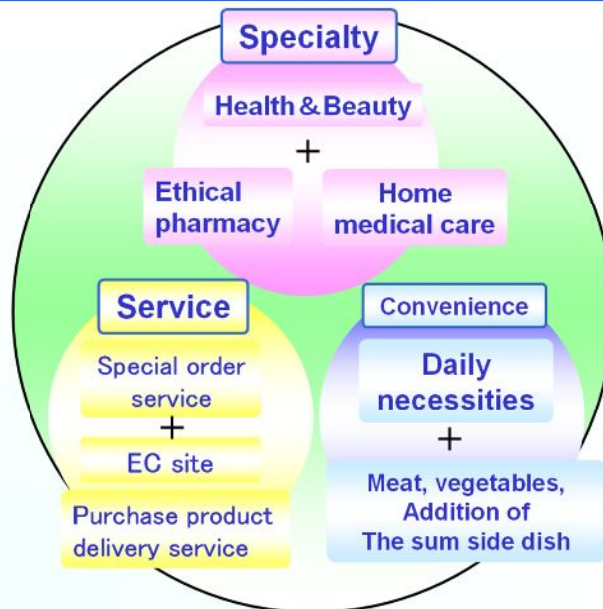 Specialty
Health & Beauty
+
Ethical
pharmacy
Home
medical care
Service
Special order
service
+
EC site
Purchase product
delivery service
Convenience
Daily
necessities
+
Meat, vegetables,
Addition of
The sum side dish